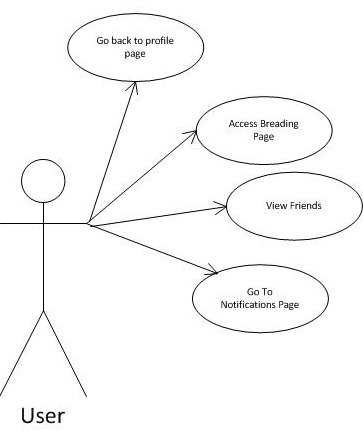 Go back to profile
page
Access Breading
Page
View Friends
Go To
Notifications Page
User